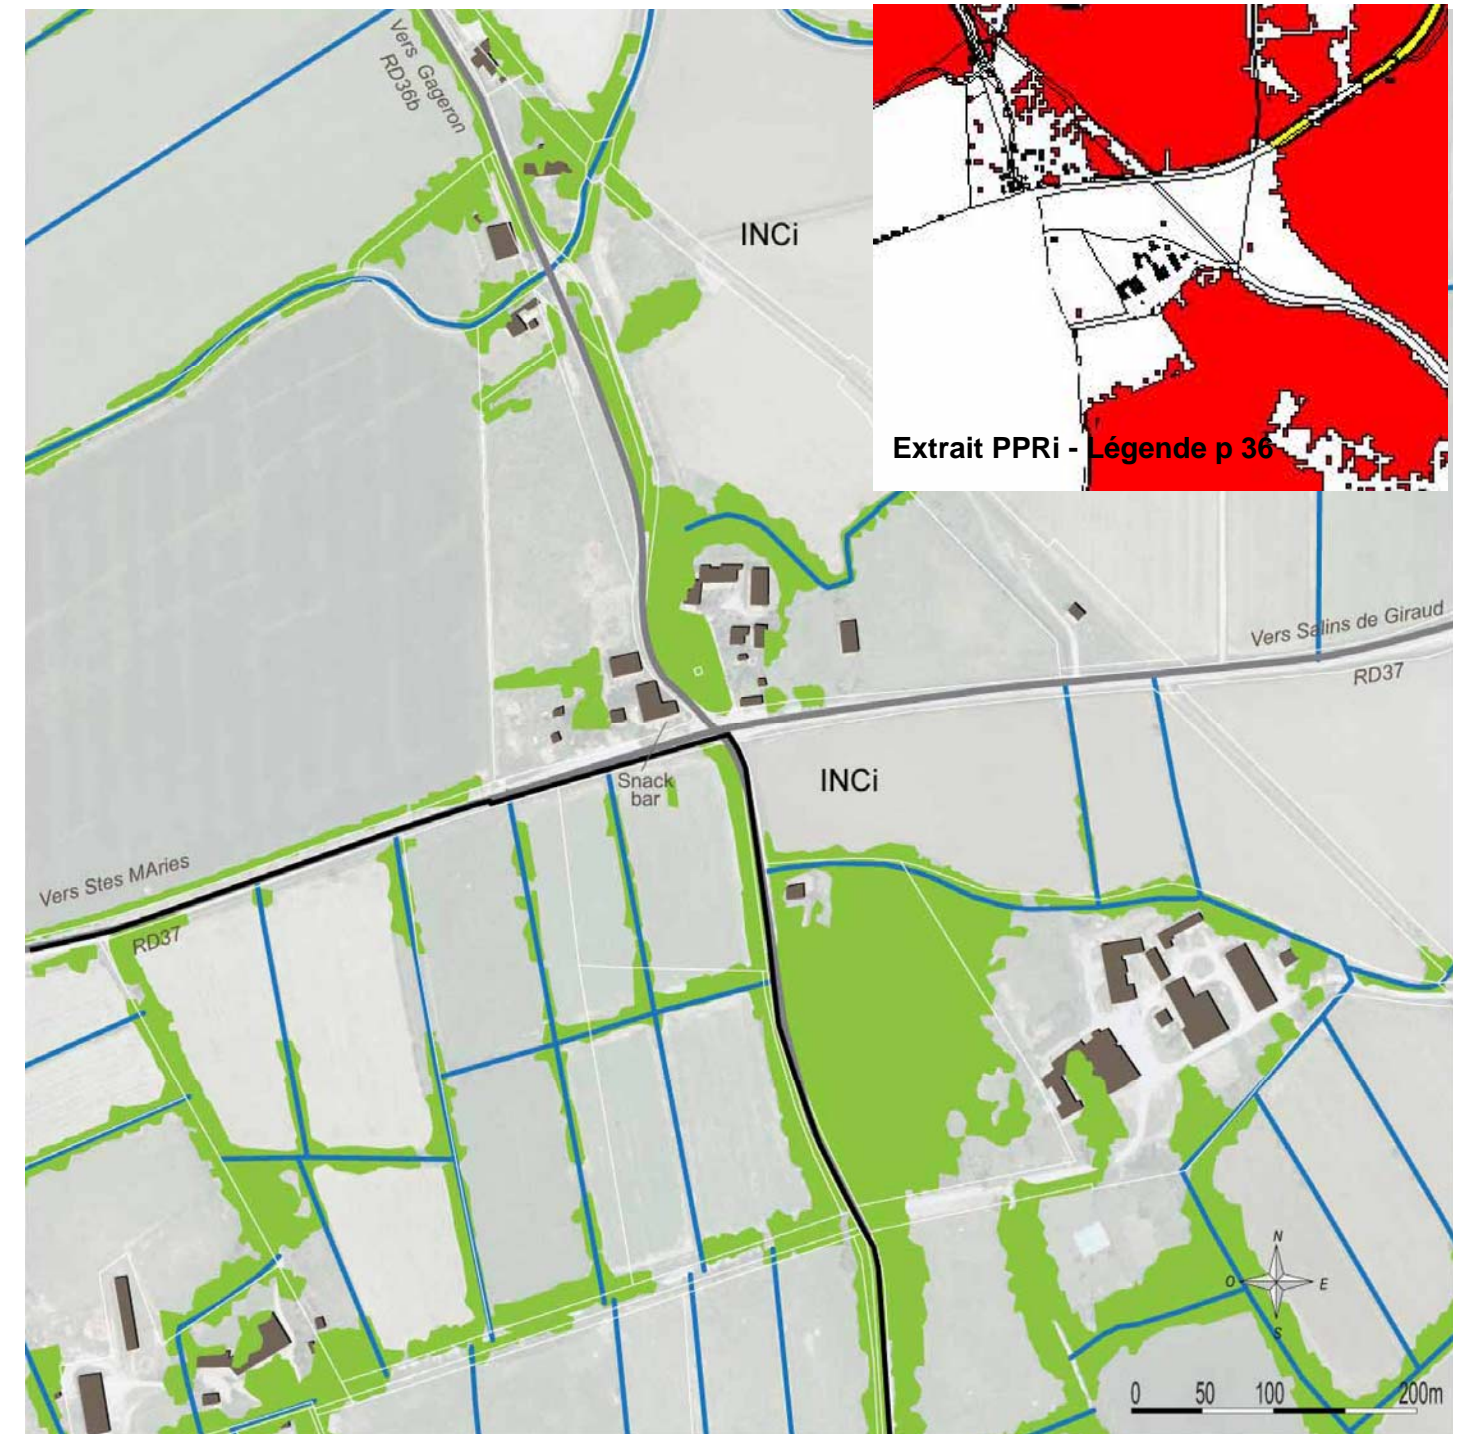 Vers Gageron
RD36b
INCi
Extrait PPRi - Légende p 36
Vers Salins de Giraud
RD37
Snack
bar
INCi
Vers Stes MAries
RD37
N
O
E
S
0 50 100 200m